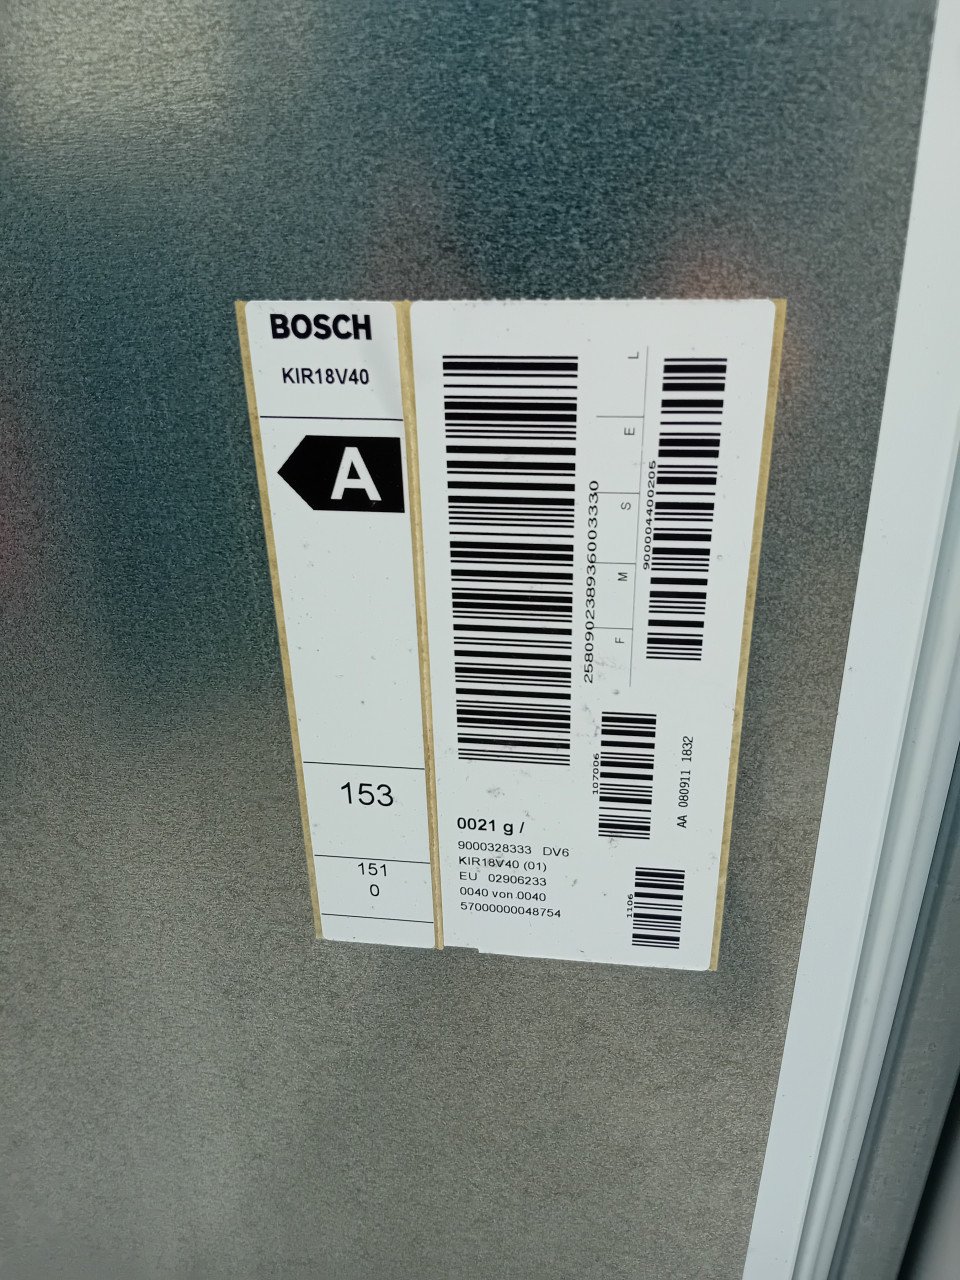 BOSCH
KIR18V40
A
153
151
0
258090238936003330
L
E
S
M
F
900004400205
107006
AA 080911 1832
0021 g /
9000328333 DV6
KIR18V40 (01)
EU 02906233
0040 von 0040
57000000048754
1106